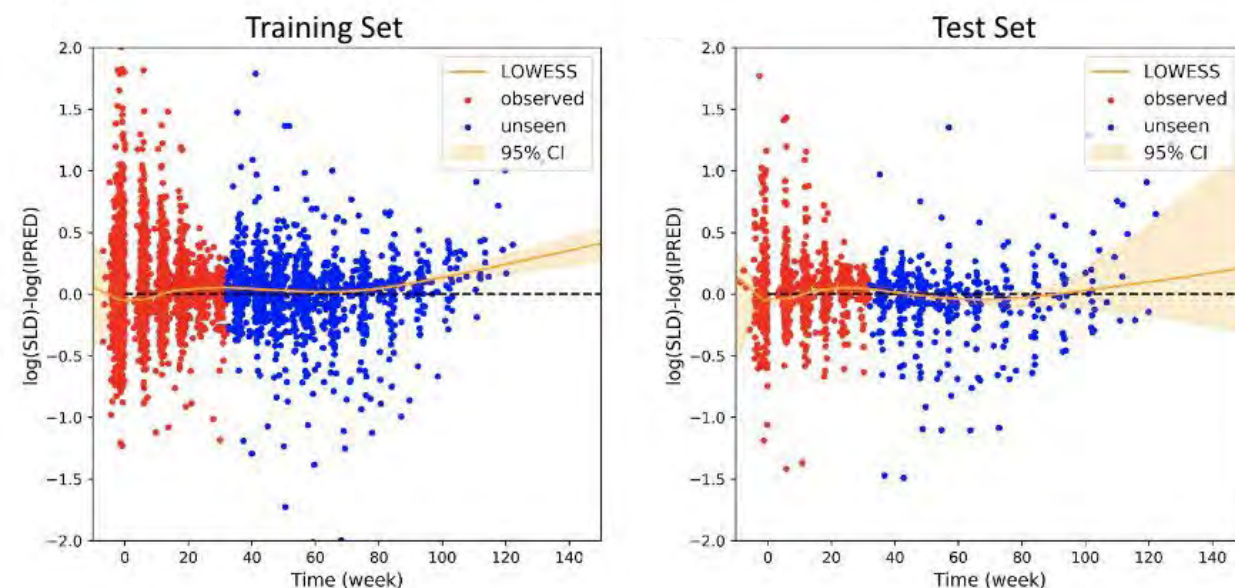 Training Set
Test Set
2.0
1.5
1.0
0.5
0.0
−0.5
−1.0
−1.5
−2.0
log(SLD)-log(IPRED)
LOWESS
observed
unseen
95% CI
0
20
40
60
80
100
120
140
Time (week)
2.0
1.5
1.0
0.5
0.0
−0.5
−1.0
−1.5
−2.0
log(SLD)-log(IPRED)
LOWESS
observed
unseen
95% CI
0
20
40
60
80
100
120
140
Time (week)